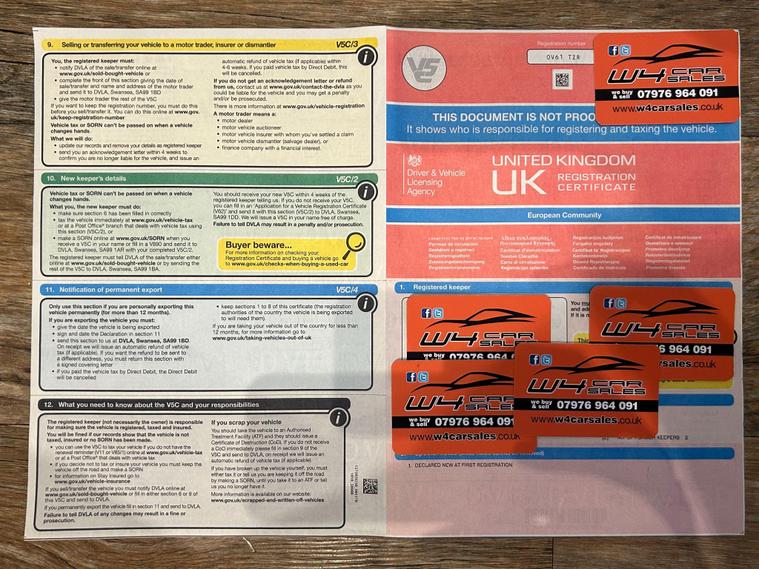 9. Selling or transferring your vehicle to a motor trader, insurer or dismantler V5C/3
You, the registered keeper must:
• notify DVLA of the sale/transfer online at
www.gov.uk/sold-bought-vehicle or
• complete the front of this section giving the date of
sale/transfer and name and address of the motor trader
and send it to DVLA, Swansea, SA99 1BD
• give the motor trader the rest of the V5C
If you want to keep the registration number, you must do this
before you sell/transfer it. You can do this online at www.gov.
uk/keep-registration-number
Vehicle tax or SORN can't be passed on when a vehicle
changes hands.
What we will do:
• update our records and remove your details as registered keeper
• send you an acknowledgement letter within 4 weeks to
confirm you are no longer liable for the vehicle, and issue an
automatic refund of vehicle tax (if applicable) within
4-6 weeks. If you paid vehicle tax by Direct Debit, this
will be cancelled.
If you do not get an acknowledgement letter or refund
from us, contact us at www.gov.uk/contact-the-dvla as you
could be liable for the vehicle and you may get a penalty
and/or be prosecuted.
There is more information at www.gov.uk/vehicle-registration
A motor trader means a:
• motor dealer
• motor vehicle auctioneer
• motor vehicle insurer with whom you've settled a claim
• motor vehicle dismantler (salvage dealer), or
• finance company with a financial interest.
10. New keeper's details V5C/2
Vehicle tax or SORN can't be passed on when a vehicle
changes hands.
What you, the new keeper must do:
• make sure section 6 has been filled in correctly
• tax the vehicle immediately at www.gov.uk/vehicle-tax
or at a Post Office® branch that deals with vehicle tax using
this section (V5C/2), or
• make a SORN online at www.gov.uk/SORN when you
receive a V5C in your name or fill in a V890 and send it to
DVLA, Swansea, SA99 1AR with your completed V5C/2.
The registered keeper must tell DVLA of the sale/transfer either
online at www.gov.uk/sold-bought-vehicle or by sending the
rest of the V5C to DVLA, Swansea, SA99 1BA.
You should receive your new V5C within 4 weeks of the
registered keeper telling us. If you do not receive your V5C,
you can fill in an 'Application for a Vehicle Registration Certificate
(V62)' and send it with this section (V5C/2) to DVLA, Swansea,
SA99 1DD. We will issue a V5C in your name free of charge.
Failure to tell DVLA may result in a penalty and/or prosecution.
Buyer beware...
For more information on checking your
Registration Certificate and buying a vehicle go
to www.gov.uk/checks-when-buying-a-used-car
11. Notification of permanent export V5C/4
Only use this section if you are personally exporting this
vehicle permanently (for more than 12 months).
If you are exporting the vehicle you must:
• give the date the vehicle is being exported
• sign and date the Declaration in section 11
• send this section to us at DVLA, Swansea, SA99 1BD
On receipt we will issue an automatic refund of vehicle
tax (if applicable). If you want the refund to be sent to
a different address, you must return this section with
a signed covering letter
• if you paid the vehicle tax by Direct Debit, the Direct Debit
will be cancelled
• keep sections 1 to 8 of this certificate (the registration
authorities of the country the vehicle is being exported
to will need them).
If you are taking your vehicle out of the country for less than
12 months, for more information go to:
www.gov.uk/taking-vehicles-out-of-uk
12. What you need to know about the V5C and your responsibilities
The registered keeper (not necessarily the owner) is responsible
for making sure the vehicle is registered, taxed and insured.
You will be fined if our records show that the vehicle is not
taxed, insured or no SORN has been made.
• you can use the V5C to tax your vehicle if you do not have the
renewal reminder (V11 or V85/1) online at www.gov.uk/vehicle-tax
or at a Post Office® that deals with vehicle tax
• if you decide not to tax or insure your vehicle you must keep the
vehicle off the road and make a SORN
• for information on Stay Insured go to
www.gov.uk/vehicle-insurance
If you sell/transfer the vehicle you must notify DVLA online at
www.gov.uk/sold-bought-vehicle or fill in either section 6 or 9 of
this V5C and send to DVLA.
If you permanently export the vehicle fill in section 11 and send to DVLA.
Failure to tell DVLA of any changes may result in a fine or
prosecution.
If you scrap your vehicle
You should take the vehicle to an Authorised
Treatment Facility (ATF) and they should issue a
Certificate of Destruction (CoD). If you do not receive
a CoD immediately please fill in section 9 of the
V5C and send to DVLA, on receipt we will issue an
automatic refund of vehicle tax (if applicable).
If you have broken up the vehicle yourself, you must
either tax it or tell us you are keeping it off the road
by making a SORN, until you take it to an ATF or tell
us you no longer have it.
More information is available on our website:
www.gov.uk/scrapped-and-written-off-vehicles
V5C
Registration number
OV61 TZR
THIS DOCUMENT IS NOT PROO
It shows who is responsible for registering and taxing the vehicle.
Driver & Vehicle
Licensing
Agency
UNITED KINGDOM
UK REGISTRATION
CERTIFICATE
European Community
1. Registered keeper
1. DECLARED NEW AT FIRST REGISTRATION
W4 CAR
SALES
we buy
& sell 07976 964 091
www.w4carsales.co.uk
W4 CAR
SALES
07976 964 091
W4 CAR
SALES
964 091
sales.co.uk
W4 CAR
SALES
we buy
& sell 07976
www.w4carsales.co.uk
W4 CAR
SALES
we buy
& sell 07976 964 091
www.w4carsales.co.uk